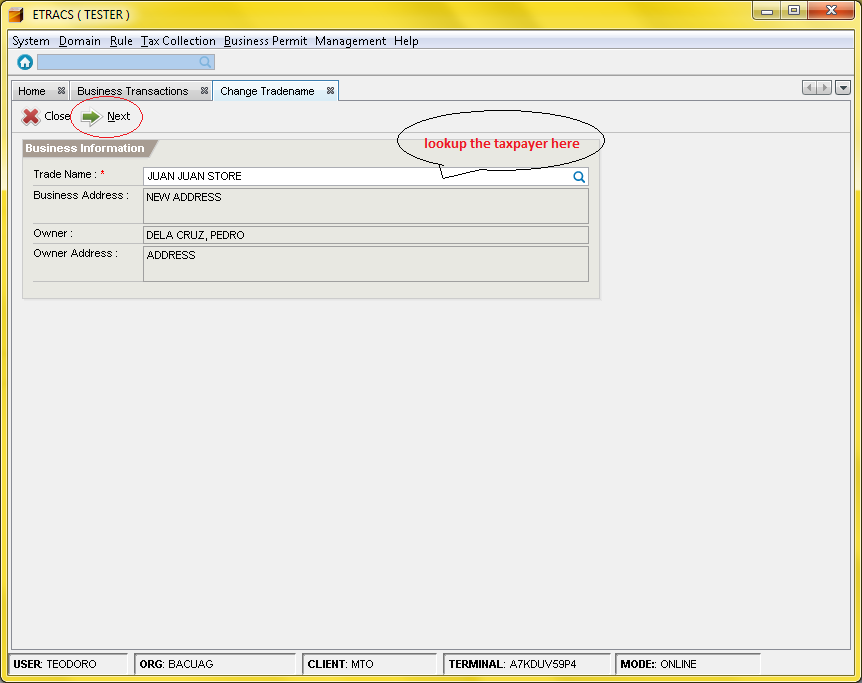 ETRACS ( TESTER )
System Domain Rule Tax Collection Business Permit Management Help
Home Business Transactions Change Tradename
Close Next
lookup the taxpayer here
Business Information
Trade Name : * JUAN JUAN STORE
Business Address : NEW ADDRESS
Owner : DELA CRUZ, PEDRO
Owner Address : ADDRESS
USER: TEODORO ORG: BACUAG CLIENT: MTO TERMINAL: A7KDUV59P4 MODE:: ONLINE